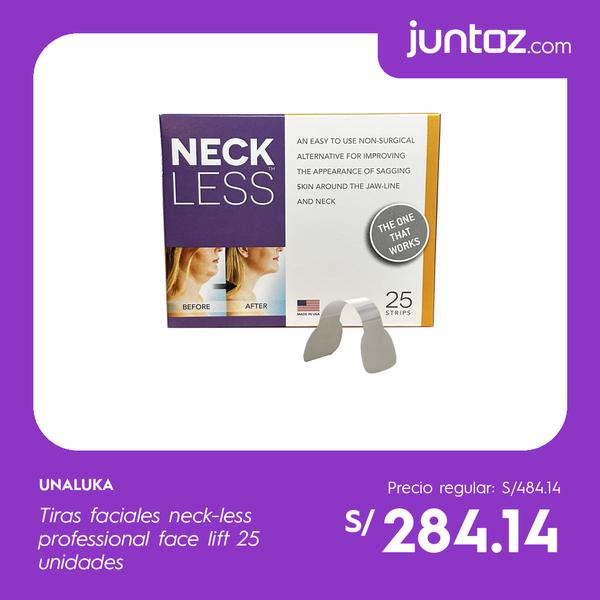 juntoz.com
NECK
LESS™
AN EASY TO USE NON-SURGICAL
ALTERNATIVE FOR IMPROVING
THE APPEARANCE OF SAGGING
SKIN AROUND THE JAW-LINE
AND NECK
THE ONE
THAT
WORKS
BEFORE
AFTER
MADE IN USA
25
STRIPS
UNALUKA
Tiras faciales neck-less
professional face lift 25
unidades
Precio regular: S/484.14
S/ 284.14